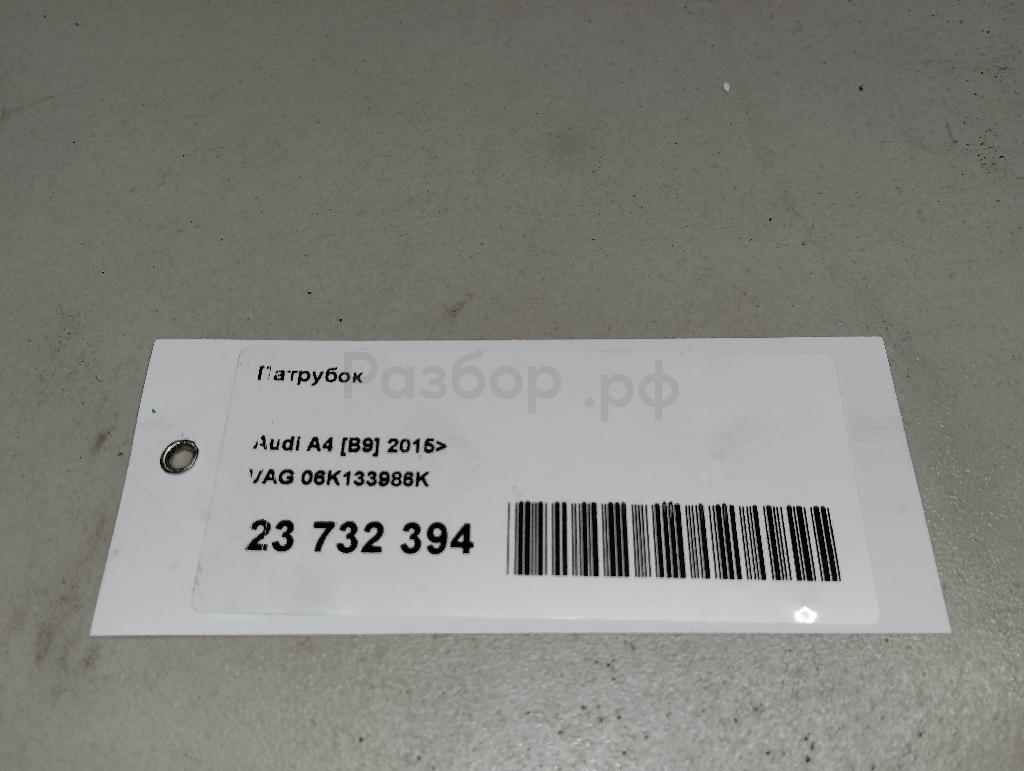 Патрубок
Разбор.рф
Audi A4 [B9] 2015>
VAG 06K133986K
23 732 394